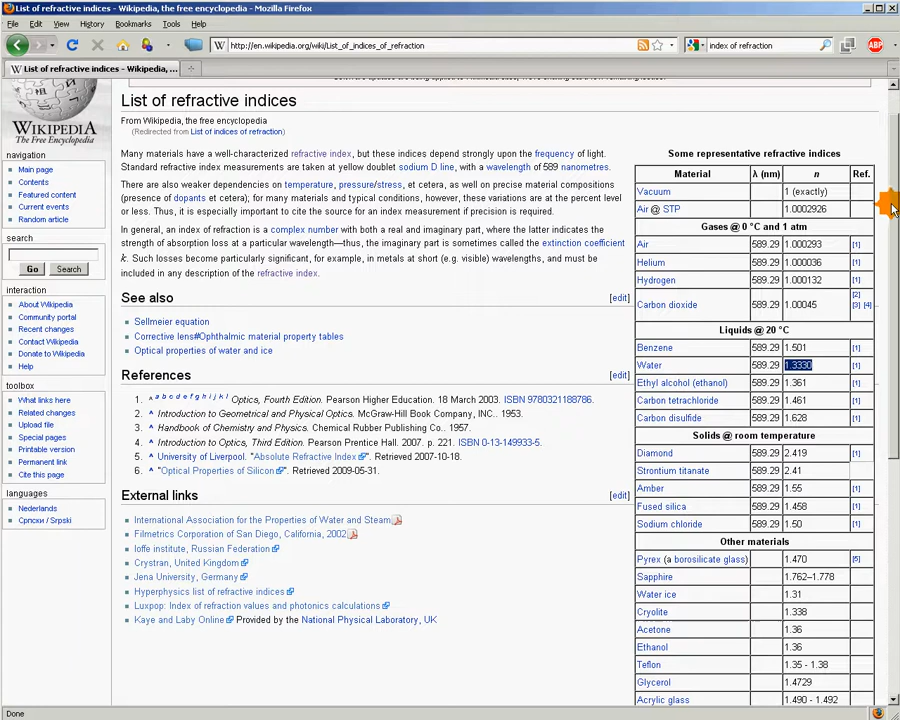 List of refractive indices - Wikipedia, the free encyclopedia - Mozilla Firefox
File Edit View History Bookmarks Tools Help
http://en.wikipedia.org/wiki/List_of_indices_of_refraction
index of refraction
ABP
List of refractive indices - Wikipedia, ...
WIKIPEDIA
The Free Encyclopedia
navigation
Main page
Contents
Featured content
Current events
Random article
search
Go Search
interaction
About Wikipedia
Community portal
Recent changes
Contact Wikipedia
Donate to Wikipedia
Help
toolbox
What links here
Related changes
Upload file
Special pages
Printable version
Permanent link
Cite this page
languages
Nederlands
Српски / Srpski
List of refractive indices
From Wikipedia, the free encyclopedia
(Redirected from List of indices of refraction)
Many materials have a well-characterized refractive index, but these indices depend strongly upon the frequency of light.
Standard refractive index measurements are taken at yellow doublet sodium D line, with a wavelength of 589 nanometres.
There are also weaker dependencies on temperature, pressure/stress, et cetera, as well on precise material compositions
(presence of dopants et cetera); for many materials and typical conditions, however, these variations are at the percent level
or less. Thus, it is especially important to cite the source for an index measurement if precision is required.
In general, an index of refraction is a complex number with both a real and imaginary part, where the latter indicates the
strength of absorption loss at a particular wavelength—thus, the imaginary part is sometimes called the extinction coefficient
k. Such losses become particularly significant, for example, in metals at short (e.g. visible) wavelengths, and must be
included in any description of the refractive index.
See also [edit]
Sellmeier equation
Corrective lens#Ophthalmic material property tables
Optical properties of water and ice
References [edit]
1. ^ a b c d e f g h i j k l Optics, Fourth Edition. Pearson Higher Education. 18 March 2003. ISBN 9780321188786.
2. ^ Introduction to Geometrical and Physical Optics. McGraw-Hill Book Company, INC.. 1953.
3. ^ Handbook of Chemistry and Physics. Chemical Rubber Publishing Co.. 1957.
4. ^ Introduction to Optics, Third Edition. Pearson Prentice Hall. 2007. p. 221. ISBN 0-13-149933-5.
5. ^ University of Liverpool. "Absolute Refractive Index". Retrieved 2007-10-18.
6. ^ "Optical Properties of Silicon". Retrieved 2009-05-31.
External links [edit]
International Association for the Properties of Water and Steam
Filmetrics Corporation of San Diego, California, 2002
Ioffe institute, Russian Federation
Crystran, United Kingdom
Jena University, Germany
Hyperphysics list of refractive indices
Luxpop: Index of refraction values and photonics calculations
Kaye and Laby Online Provided by the National Physical Laboratory, UK
Some representative refractive indices
Material λ (nm) n Ref.
Vacuum 1 (exactly)
Air @ STP 1.0002926
Gases @ 0 °C and 1 atm
Air 589.29 1.000293 [1]
Helium 589.29 1.000036 [1]
Hydrogen 589.29 1.000132 [1]
Carbon dioxide 589.29 1.00045 [2] [3] [4]
Liquids @ 20 °C
Benzene 589.29 1.501 [1]
Water 589.29 1.3330 [1]
Ethyl alcohol (ethanol) 589.29 1.361 [1]
Carbon tetrachloride 589.29 1.461 [1]
Carbon disulfide 589.29 1.628 [1]
Solids @ room temperature
Diamond 589.29 2.419 [1]
Strontium titanate 589.29 2.41
Amber 589.29 1.55 [1]
Fused silica 589.29 1.458 [1]
Sodium chloride 589.29 1.50 [1]
Other materials
Pyrex (a borosilicate glass) 1.470 [5]
Sapphire 1.762–1.778
Water ice 1.31
Cryolite 1.338
Acetone 1.36
Ethanol 1.36
Teflon 1.35 - 1.38
Glycerol 1.4729
Acrylic glass 1.490 - 1.492
Done